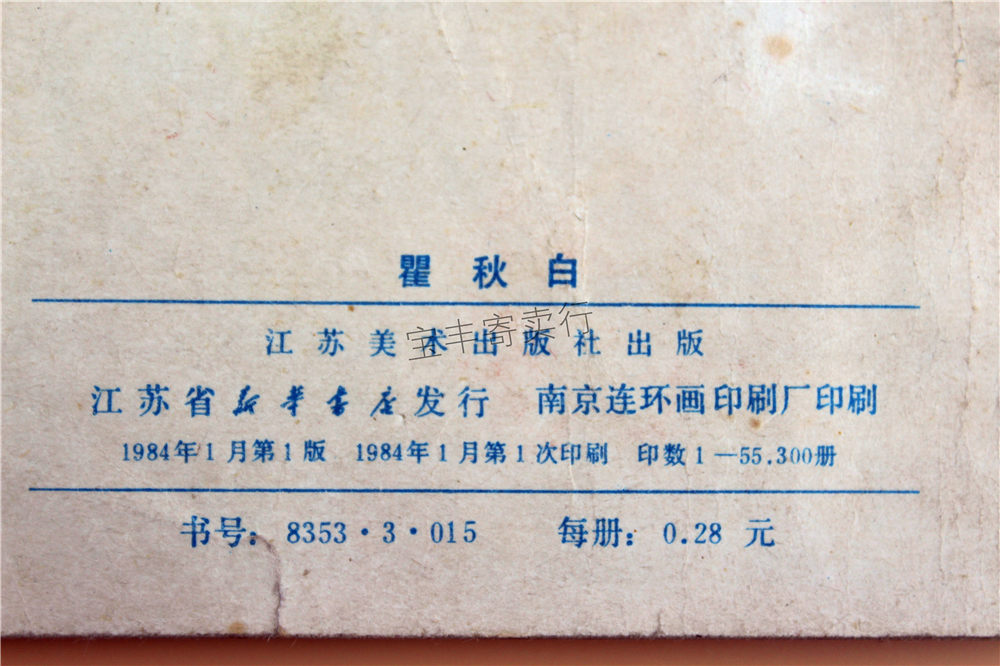 瞿秋白
江苏美术出版社出版
宝丰寄卖行
江苏省新华书店发行 南京连环画印刷厂印刷
1984年1月第1版 1984年1月第1次印刷 印数1—55.300册
书号：8353·3·015 每册：0.28 元